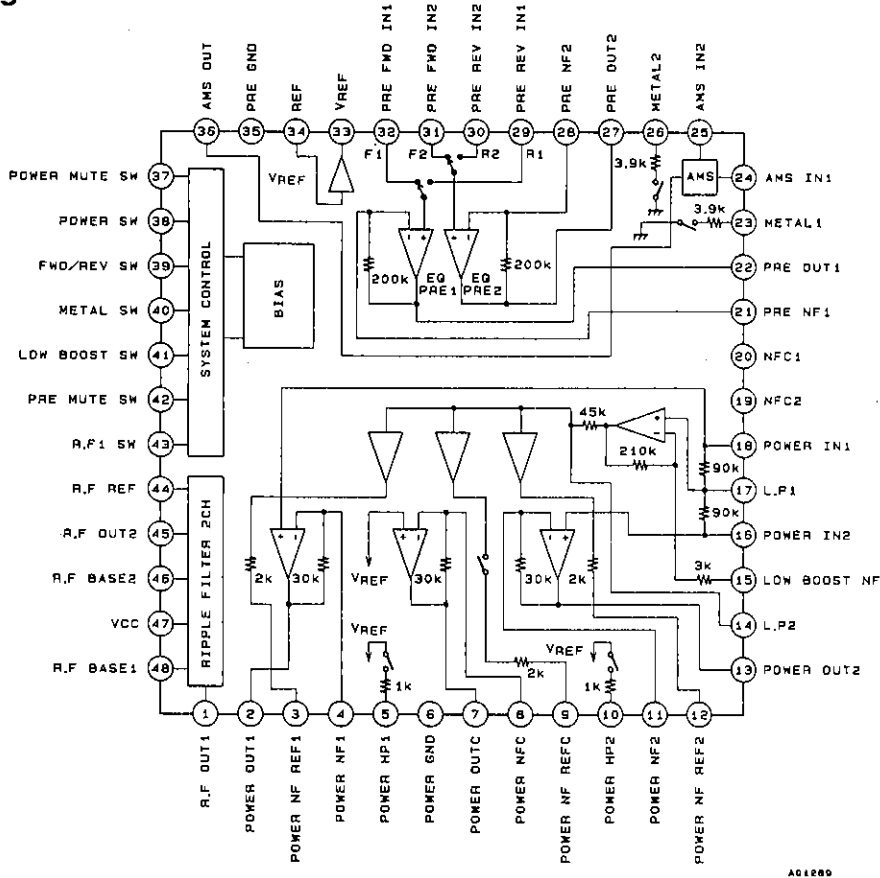 AMS OUT
PRE GND
REF
VREF
PRE FWD IN1
PRE FWD IN2
PRE REV IN2
PRE REV IN1
PRE NF2
PRE OUT2
METAL2
AMS IN2
36
35
34
33
32
31
30
29
28
27
26
25
POWER MUTE SW 37
POWER SW 38
FWD/REV SW 39
METAL SW 40
LOW BOOST SW 41
PRE MUTE SW 42
R.F1 SW 43
R.F REF 44
R.F OUT2 45
R.F BASE2 46
VCC 47
R.F BASE1 48
SYSTEM CONTROL
BIAS
RIPPLE FILTER 2CH
VREF
F1
F2
R2
R1
3.9k
AMS
3.9k
- +
+ -
200k
EQ PRE1
EQ PRE2
200k
24 AMS IN1
23 METAL1
22 PRE OUT1
21 PRE NF1
20 NFC1
19 NFC2
18 POWER IN1
17 L.P1
16 POWER IN2
15 LOW BOOST NF
14 L.P2
13 POWER OUT2
45k
+
-
210k
90k
90k
3k
+ -
2k
30k
VREF
+ -
30k
- +
30k
2k
VREF
1k
2k
VREF
1k
1
2
3
4
5
6
7
8
9
10
11
12
R.F OUT1
POWER OUT1
POWER NF REF1
POWER NF1
POWER HP1
POWER GND
POWER OUTC
POWER NFC
POWER NF REFC
POWER HP2
POWER NF2
POWER NF REF2
A01269